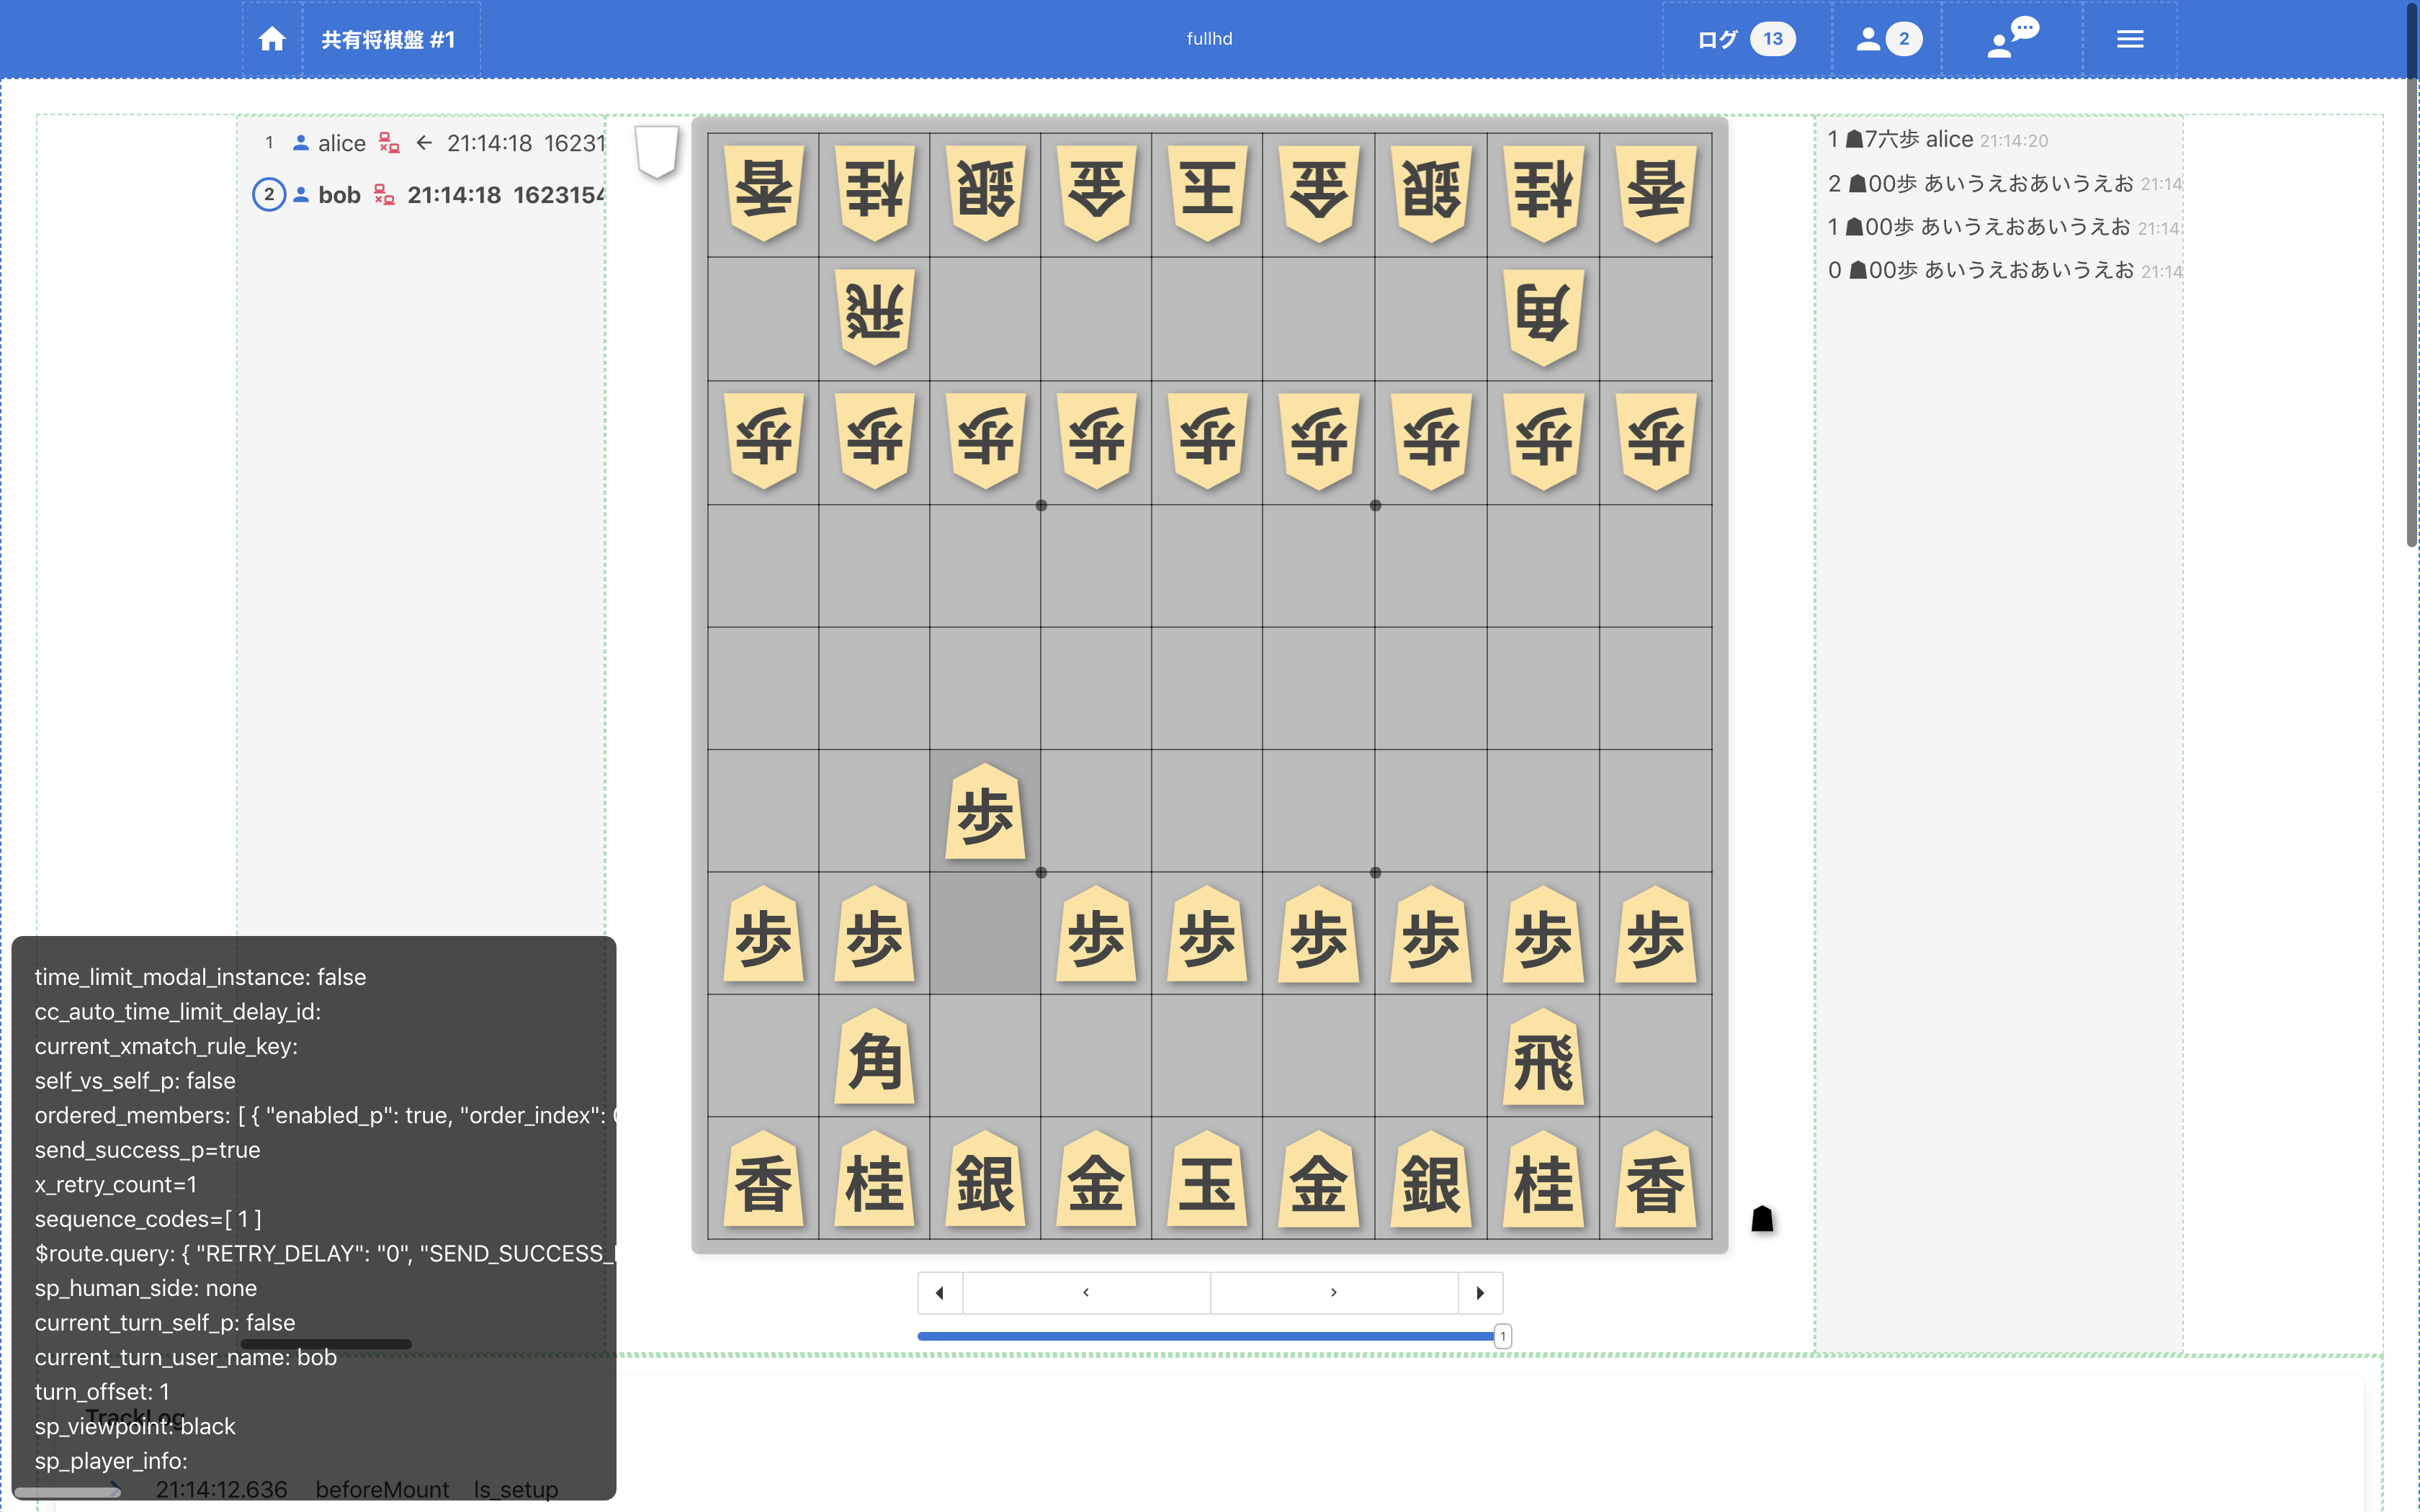 共有将棋盤 #1
fullhd
ログ 13
2
1 alice ← 21:14:18 16231
2 bob 21:14:18 1623154
香 桂 銀 金 玉 金 銀 桂 香
飛 角
歩 歩 歩 歩 歩 歩 歩 歩 歩
歩
歩 歩 歩 歩 歩 歩 歩 歩
角 飛
香 桂 銀 金 玉 金 銀 桂 香
1
1 ☗7六歩 alice 21:14:20
2 ☗00歩 あいうえおあいうえお 21:14
1 ☗00歩 あいうえおあいうえお 21:14:
0 ☗00歩 あいうえおあいうえお 21:14
time_limit_modal_instance: false
cc_auto_time_limit_delay_id:
current_xmatch_rule_key:
self_vs_self_p: false
ordered_members: [ { "enabled_p": true, "order_index": 0
send_success_p=true
x_retry_count=1
sequence_codes=[ 1 ]
$route.query: { "RETRY_DELAY": "0", "SEND_SUCCESS_
sp_human_side: none
current_turn_self_p: false
current_turn_user_name: bob
turn_offset: 1
sp_viewpoint: black
sp_player_info:
TrackLog
21:14:12.636 beforeMount ls_setup